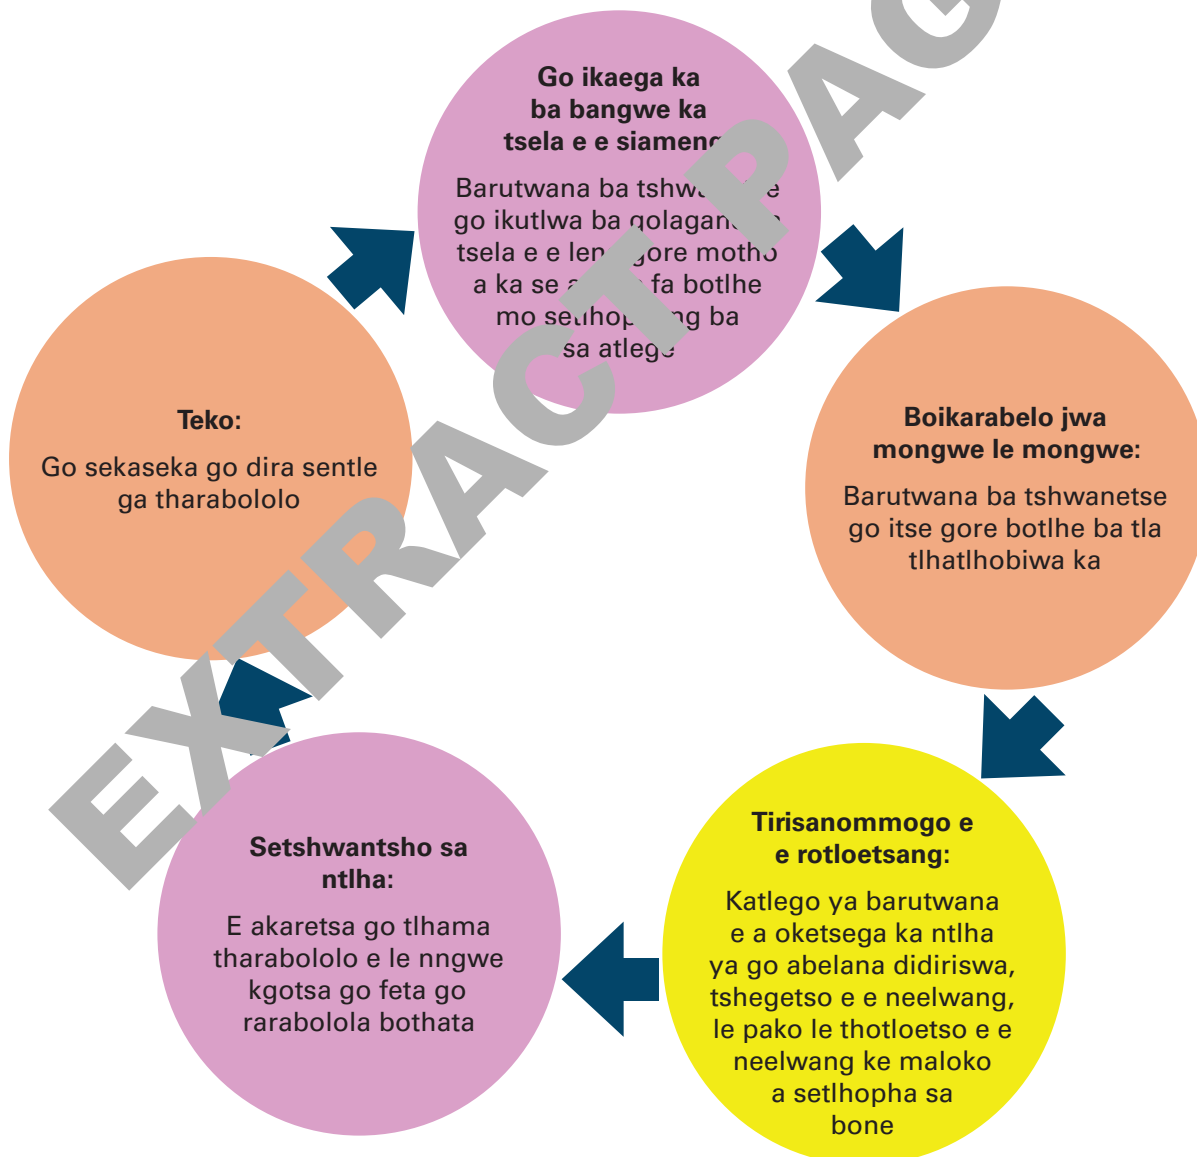 Go ikaega ka
ba bangwe ka
tsela e e siameng
Barutwana ba
go ikutlwa ba
tsela e e gore motho
a ka se fa botlhe
mo ba
sa atlege
Boikarabelo jwa
mongwe le mongwe:
Barutwana ba tshwanetse
go itse gore botlhe ba tla
tlhatlhobiwa ka
Tirisanommogo e
e rotloetsang:
Katlego ya barutwana
e a oketsega ka ntlha
ya go abelana didiriswa,
tshegetso e e neelwang,
le pako le thotloetso e e
neelwang ke maloko
a setlhopha sa
bone
Setshwantsho sa
ntlha:
E akaretsa go tlhama
tharabololo e le nngwe
kgotsa go feta go
rarabolola bothata
Teko:
Go sekaseka go dira sentle
ga tharabololo
EXTRACT PAG